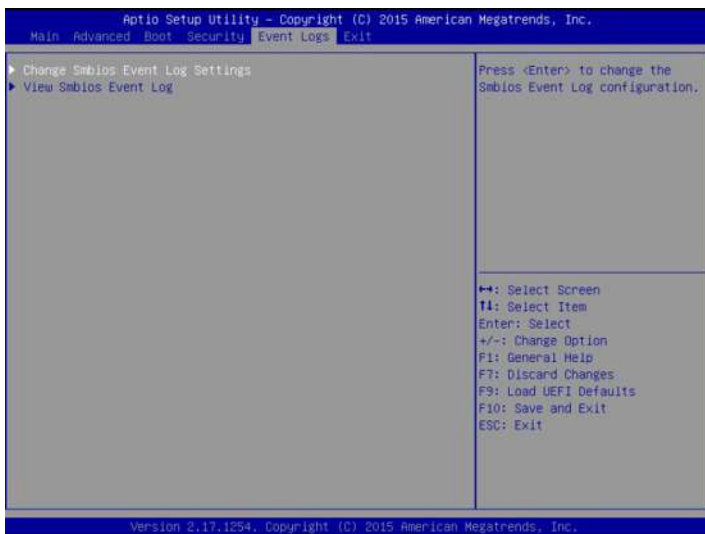 Aptio Setup Utility – Copyright (C) 2015 American Megatrends, Inc.
Main Advanced Boot Security Event Logs Exit
Change Smbios Event Log Settings
View Smbios Event Log
Press <Enter> to change the
Smbios Event Log configuration.
↔: Select Screen
↑↓: Select Item
Enter: Select
+/-: Change Option
F1: General Help
F7: Discard Changes
F9: Load UEFI Defaults
F10: Save and Exit
ESC: Exit
Version 2.17.1254. Copyright (C) 2015 American Megatrends, Inc.